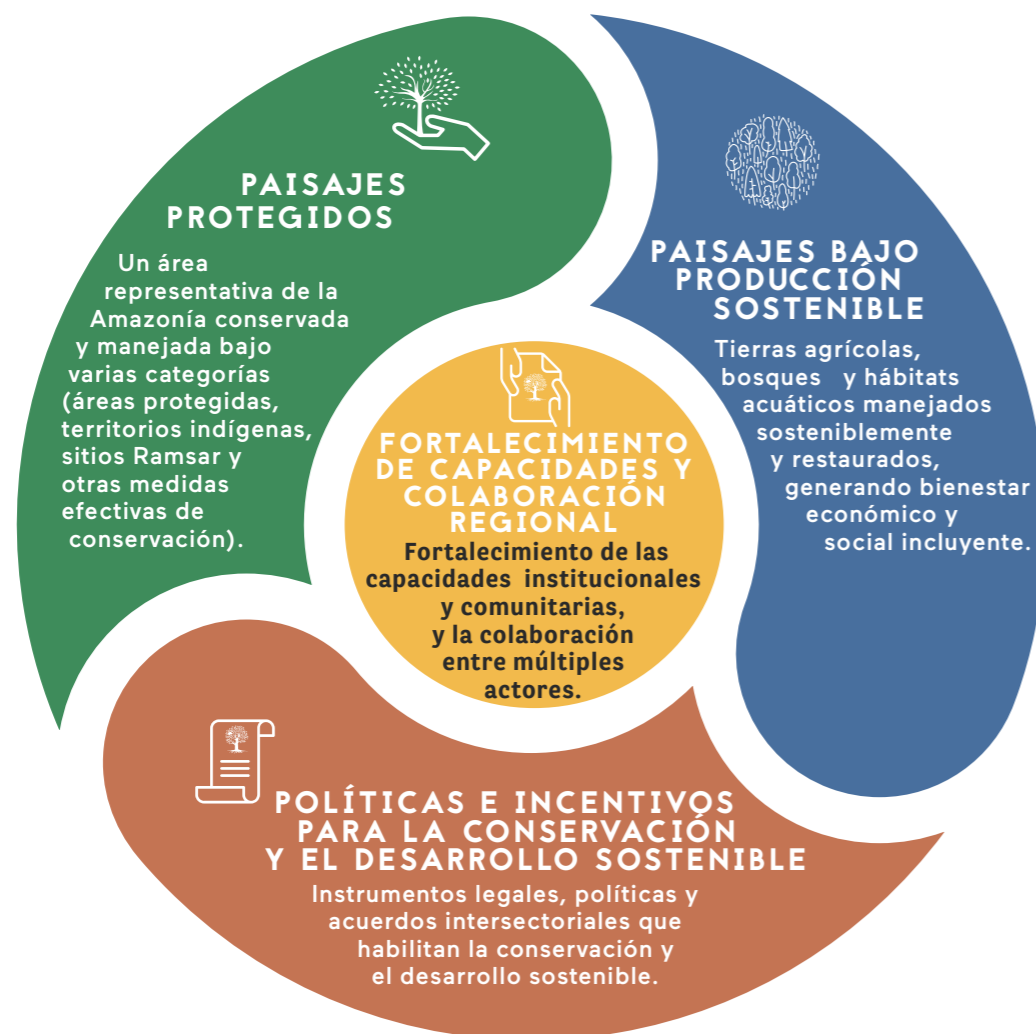 PAISAJES
PROTEGIDOS
Un área
representativa de la
Amazonía conservada
y manejada bajo
varias categorías
(áreas protegidas,
territorios indígenas,
sitios Ramsar y
otras medidas
efectivas de
conservación).
PAISAJES BAJO
PRODUCCIÓN
SOSTENIBLE
Tierras agrícolas,
bosques y hábitats
acuáticos manejados
sosteniblemente
y restaurados,
generando bienestar
económico y
social incluyente.
FORTALECIMIENTO
DE CAPACIDADES Y
COLABORACIÓN
REGIONAL
Fortalecimiento de las
capacidades institucionales
y comunitarias,
y la colaboración
entre múltiples
actores.
POLÍTICAS E INCENTIVOS
PARA LA CONSERVACIÓN
Y EL DESARROLLO SOSTENIBLE
Instrumentos legales, políticas y
acuerdos intersectoriales que
habilitan la conservación y
el desarrollo sostenible.